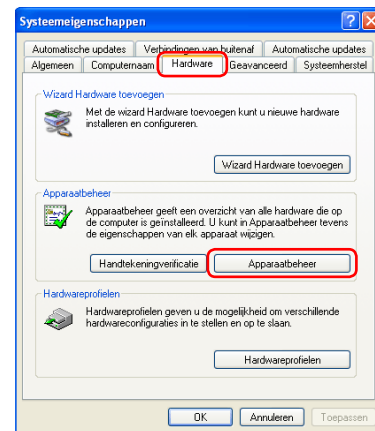 Systeemeigenschappen
Automatische updates Verbindingen van buitenaf Automatische updates
Algemeen Computernaam Hardware Geavanceerd Systeemherstel
Wizard Hardware toevoegen
Met de wizard Hardware toevoegen kunt u nieuwe hardware
installeren en configureren.
Wizard Hardware toevoegen
Apparaatbeheer
Apparaatbeheer geeft een overzicht van alle hardware die op
de computer is geïnstalleerd. U kunt in Apparaatbeheer tevens
de eigenschappen van elk apparaat wijzigen.
Handtekeningverificatie Apparaatbeheer
Hardwareprofielen
Hardwareprofielen geven u de mogelijkheid om verschillende
hardwareconfiguraties in te stellen en op te slaan.
Hardwareprofielen
OK Annuleren Toepassen